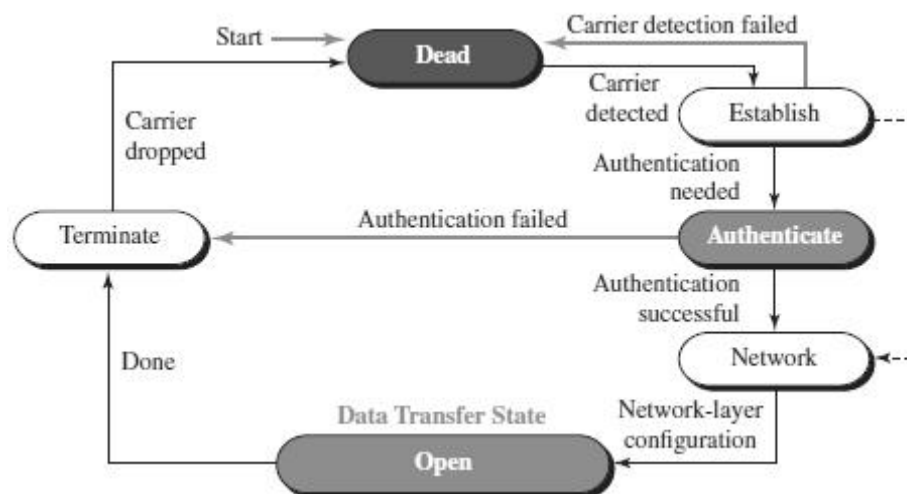 Carrier detection failed
Start
Dead
Carrier
detected
Establish
Carrier
dropped
Authentication
needed
Terminate
Authentication failed
Authenticate
Authentication
successful
Done
Network
Data Transfer State
Network-layer
configuration
Open